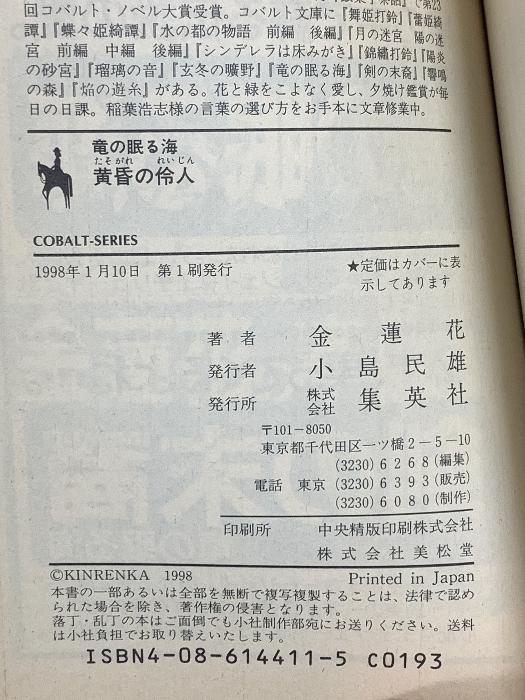 回コバルト・ノベル大賞受賞。コバルト文庫に『舞姫打鈴』『薔姫綺
譚』『蝶々姫綺譚』『水の都の物語 前編 後編』『月の迷宮 陽の迷
宮 前編 中編 後編』『シンデレラは床みがき』『錦繡打鈴』『陽炎
の砂宮』『瑠璃の音』『玄冬の曠野』『竜の眠る海』『剣の末裔』『響鳴
の森』『焔の遊糸』がある。花と緑をこよなく愛し、夕焼け鑑賞が毎
日の日課。稲葉浩志様の言葉の選び方をお手本に文章修業中。
竜の眠る海
たそがれ れいじん
黄昏の伶人
COBALT-SERIES
1998年1月10日 第1刷発行
★定価はカバーに表
示してあります
著者 金蓮花
発行者 小島民雄
発行所 株式会社 集英社
〒101-8050
東京都千代田区一ツ橋2-5-10
(3230)6268(編集)
電話 東京 (3230)6393(販売)
(3230)6080(制作)
印刷所 中央精版印刷株式会社
株式会社美松堂
©KINRENKA 1998 Printed in Japan
本書の一部あるいは全部を無断で複写複製することは、法律で認め
られた場合を除き、著作権の侵害となります。
落丁・乱丁の本はご面倒でも小社制作部宛にお送りください。送料
は小社負担でお取り替えいたします。
ISBN4-08-614411-5 C0193